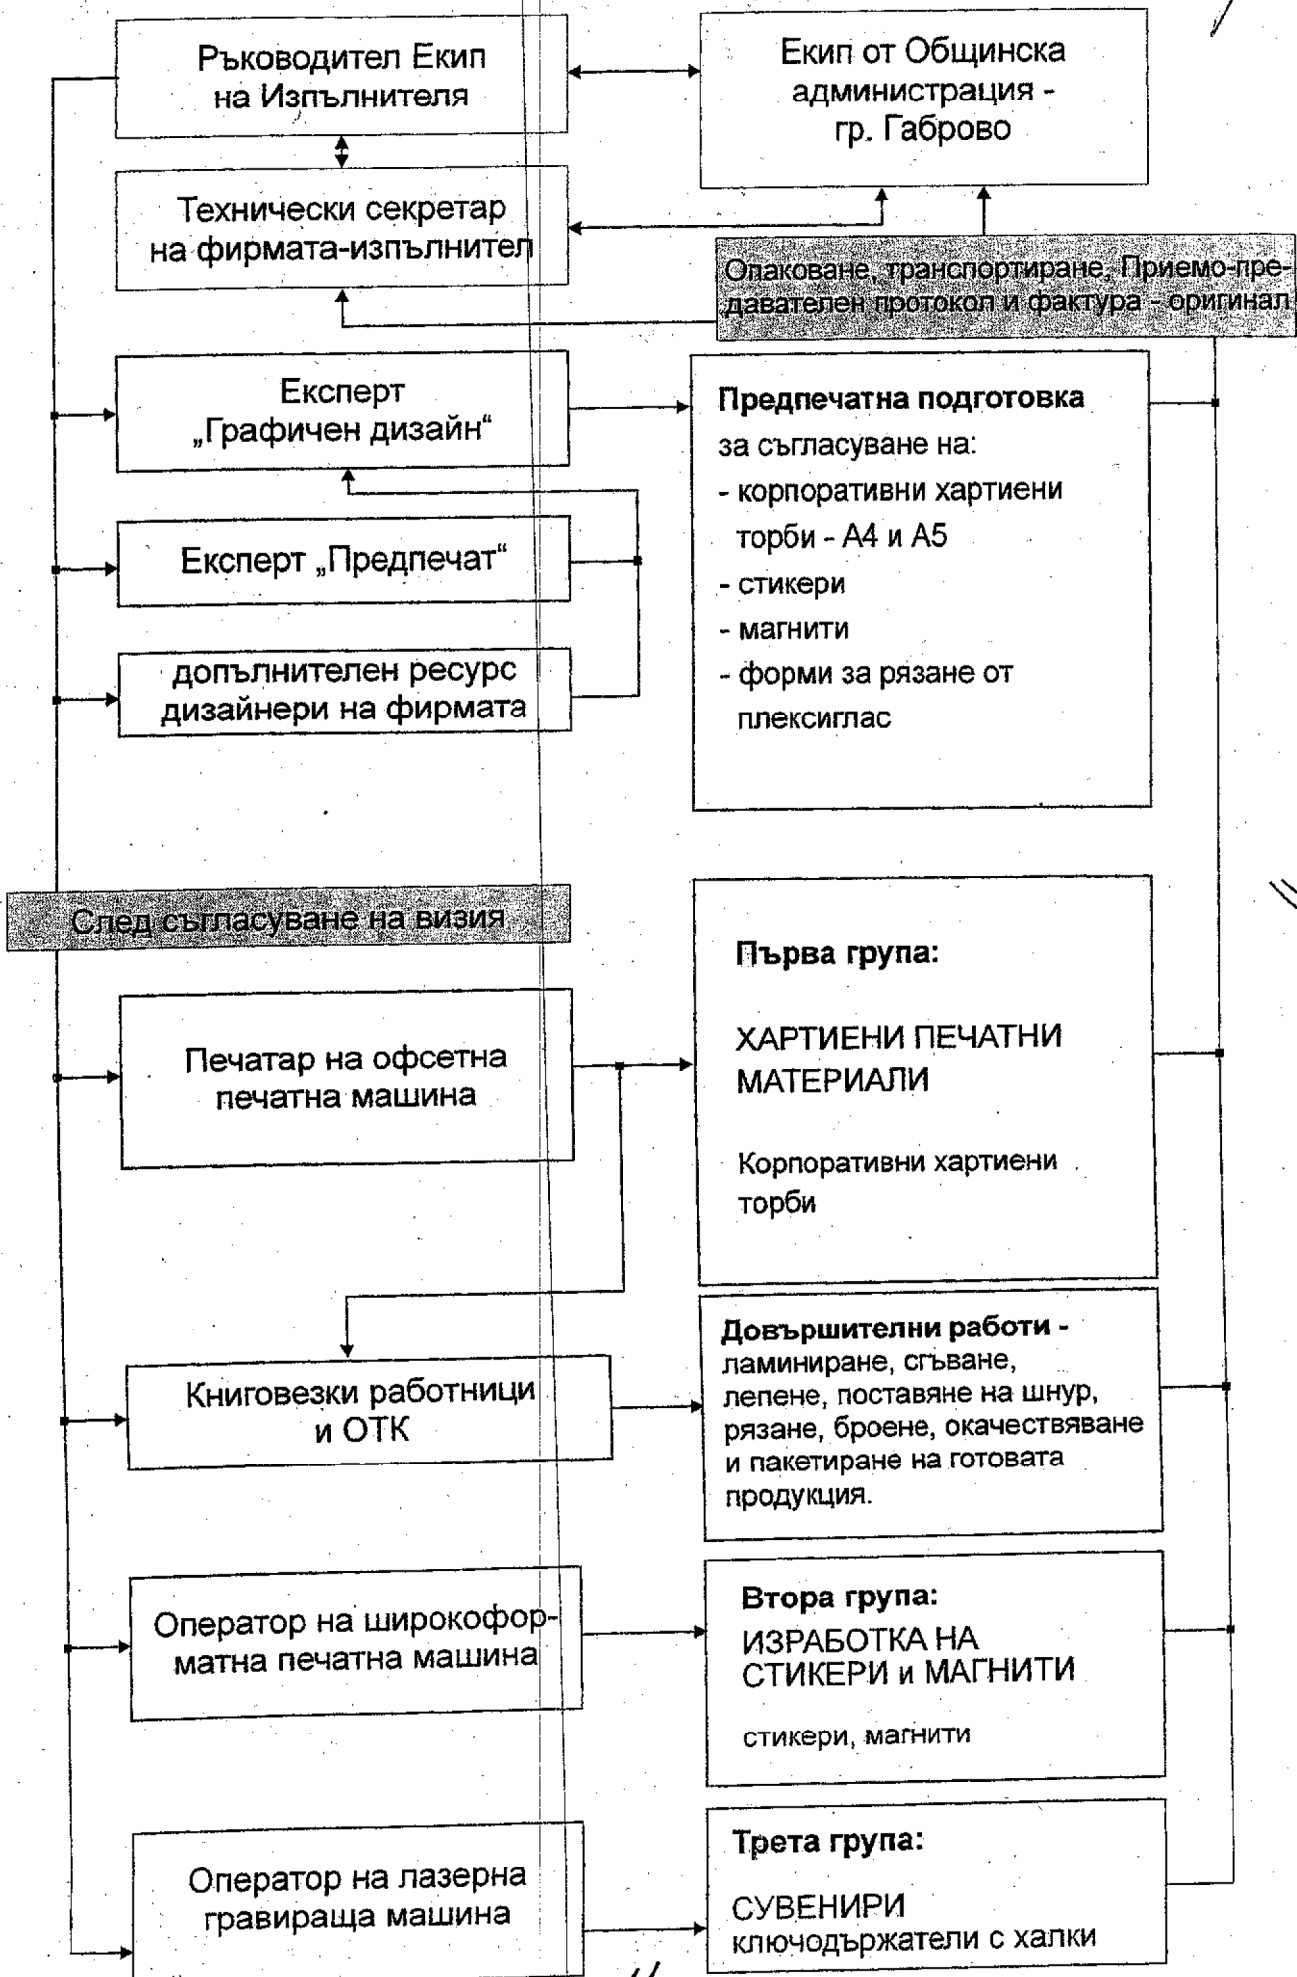 Ръководител Екип
на Изпълнителя
Екип от Общинска
администрация -
гр. Габрово
Технически секретар
на фирмата-изпълнител
Опаковане, транспортиране, Приемо-пре-
давателен протокол и фактура - оригинал
Експерт
„Графичен дизайн“
Предпечатна подготовка
за съгласуване на:
- корпоративни хартиени
торби - А4 и А5
- стикери
- магнити
- форми за рязане от
плексиглас
Експерт „Предпечат“
допълнителен ресурс
дизайнери на фирмата
След съгласуване на визия
Печатар на офсетна
печатна машина
Първа група:
ХАРТИЕНИ ПЕЧАТНИ
МАТЕРИАЛИ
Корпоративни хартиени
торби
Книговезки работници
и ОТК
Довършителни работи -
ламиниране, сгъване,
лепене, поставяне на шнур,
рязане, броене, окачествяване
и пакетиране на готовата
продукция.
Оператор на широкофор-
матна печатна машина
Втора група:
ИЗРАБОТКА НА
СТИКЕРИ и МАГНИТИ
стикери, магнити
Оператор на лазерна
гравираща машина
Трета група:
СУВЕНИРИ
ключодържатели с халки